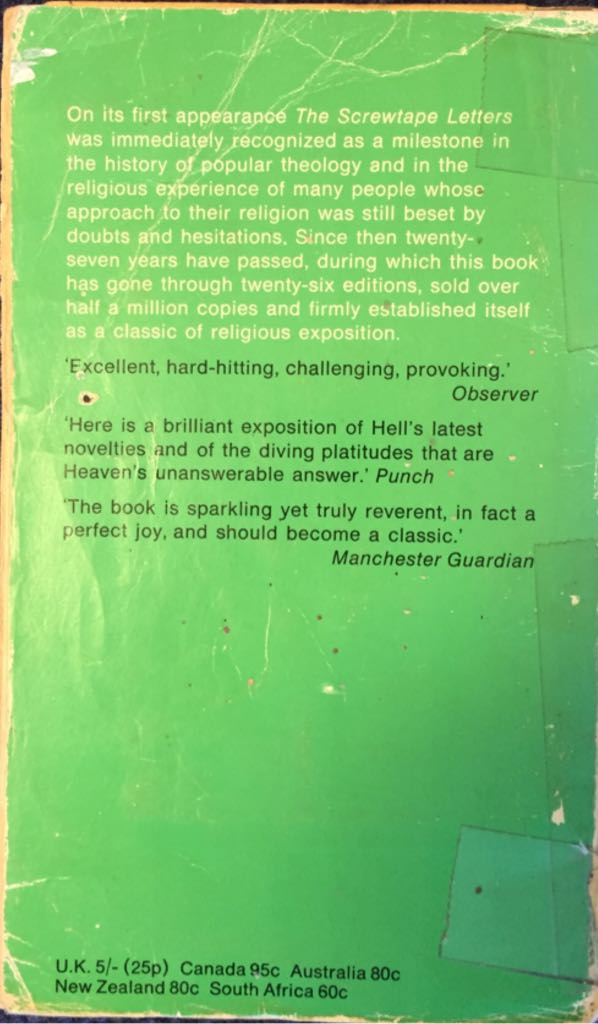 On its first appearance The Screwtape Letters
was immediately recognized as a milestone in
the history of popular theology and in the
religious experience of many people whose
approach to their religion was still beset by
doubts and hesitations. Since then twenty-
seven years have passed, during which this book
has gone through twenty-six editions, sold over
half a million copies and firmly established itself
as a classic of religious exposition.
'Excellent, hard-hitting, challenging, provoking.'
Observer
'Here is a brilliant exposition of Hell's latest
novelties and of the diving platitudes that are
Heaven's unanswerable answer.' Punch
'The book is sparkling yet truly reverent, in fact a
perfect joy, and should become a classic.'
Manchester Guardian
U.K. 5/- (25p) Canada 95c Australia 80c
New Zealand 80c South Africa 60c